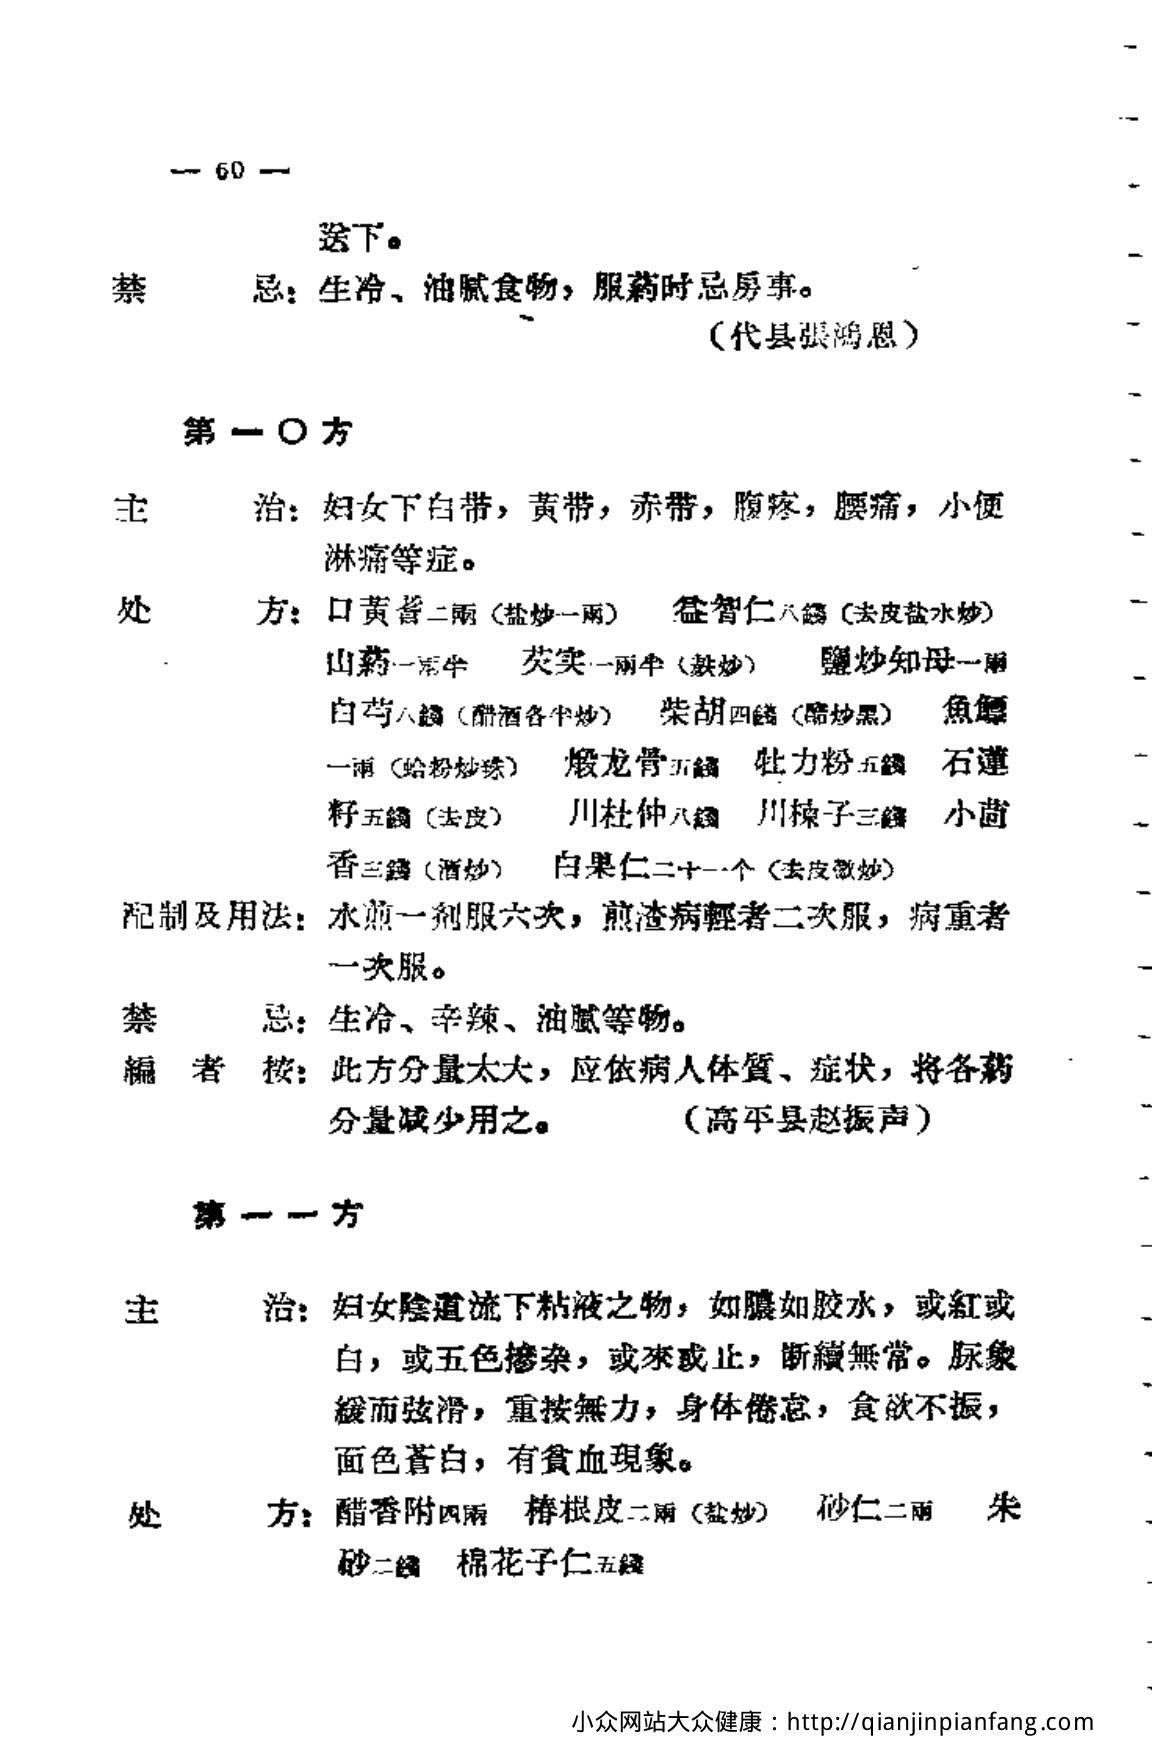 — 60 —
送下。
禁　忌：生冷、油腻食物，服药时忌房事。
（代县張鴻恩）
第一〇方
主　治：妇女下白带，黄带，赤带，腹疼，腰痛，小便
淋痛等症。
处　方：口黄蓍二兩（盐炒一兩）　益智仁八錢（去皮盐水炒）
山药一兩半　芡实一兩半（麸炒）　鹽炒知母一兩
白芍八錢（醋酒各半炒）　柴胡四錢（醋炒黑）　魚鰾
一兩（蛤粉炒珠）　煅龙骨五錢　牡力粉五錢　石蓮
籽五錢（去皮）　川杜仲八錢　川楝子三錢　小茴
香三錢（酒炒）　白果仁二十一个（去皮微炒）
配制及用法：水煎一剂服六次，煎渣病輕者二次服，病重者
一次服。
禁　忌：生冷、辛辣、油腻等物。
編者按：此方分量太大，应依病人体質、症状，将各药
分量减少用之。　（高平县赵振声）
第一一方
主　治：妇女陰道流下粘液之物，如膿如胶水，或紅或
白，或五色掺杂，或來或止，断續無常。脉象
緩而弦滑，重按無力，身体倦怠，食欲不振，
面色蒼白，有貧血現象。
处　方：醋香附四兩　椿根皮二兩（盐炒）　砂仁二兩　朱
砂二錢　棉花子仁五錢
小众网站大众健康：http://qianjinpianfang.com